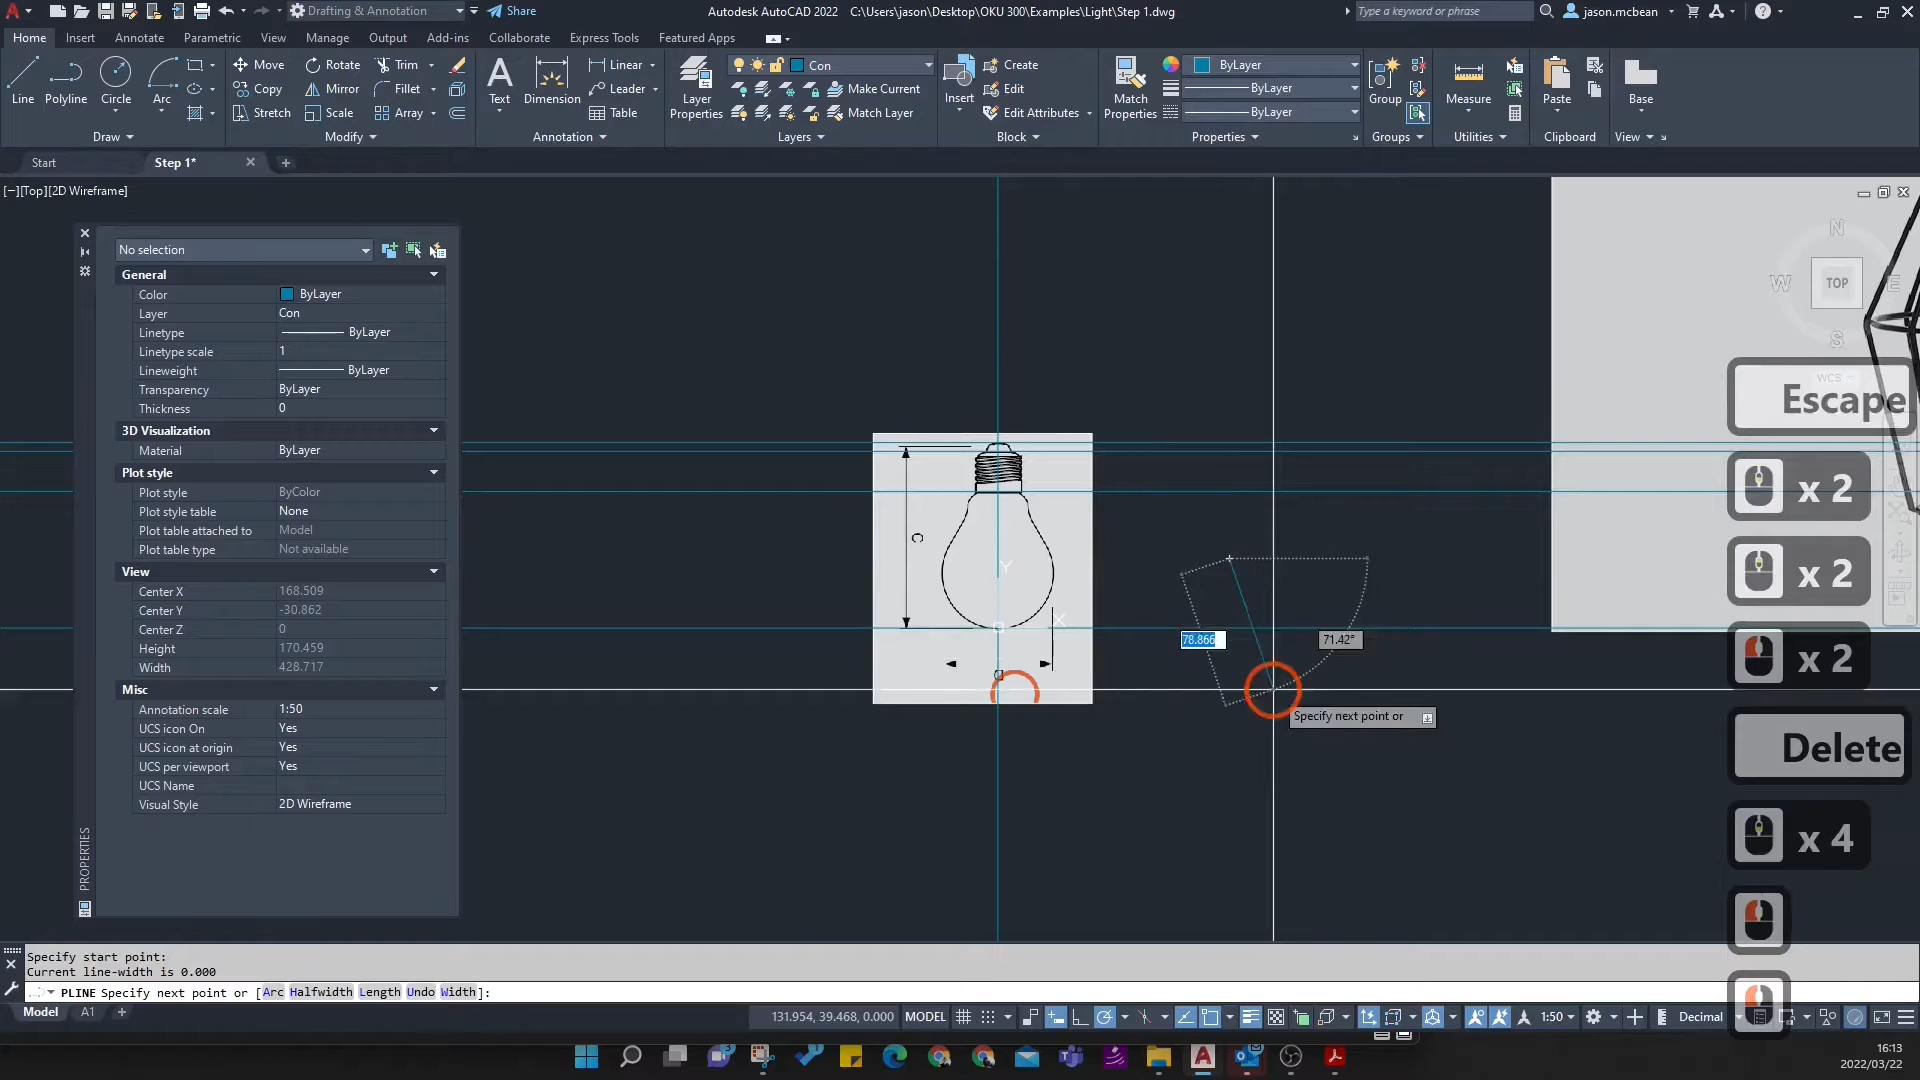 Drafting & Annotation
Share
Autodesk AutoCAD 2022 C:\Users\jason\Desktop\OKU 300\Examples\Light\Step 1.dwg
Type a keyword or phrase
jason.mcbean
Home Insert Annotate Parametric View Manage Output Add-ins Collaborate Express Tools Featured Apps
Line Polyline Circle Arc
Move Rotate Trim
Copy Mirror Fillet
Stretch Scale Array
Text Dimension
Linear
Leader
Table
Layer
Properties
Con
Make Current
Match Layer
Insert
Create
Edit
Edit Attributes
Match
Properties
ByLayer
ByLayer
ByLayer
Group
Measure
Paste
Base
Draw Modify Annotation Layers Block Properties Groups Utilities Clipboard View
Start Step 1*
[−][Top][2D Wireframe]
No selection
General
Color ByLayer
Layer Con
Linetype ByLayer
Linetype scale 1
Lineweight ByLayer
Transparency ByLayer
Thickness 0
3D Visualization
Material ByLayer
Plot style
Plot style ByColor
Plot style table None
Plot table attached to Model
Plot table type Not available
View
Center X 168.509
Center Y -30.862
Center Z 0
Height 170.459
Width 428.717
Misc
Annotation scale 1:50
UCS icon On Yes
UCS icon at origin Yes
UCS per viewport Yes
UCS Name
Visual Style 2D Wireframe
PROPERTIES
C
Y
X
78.866
71.42°
Specify next point or
N
W TOP E
S
WCS
Escape
x 2
x 2
x 2
Delete
x 4
Specify start point:
Current line-width is 0.000
PLINE Specify next point or [Arc Halfwidth Length Undo Width]:
Model A1
131.954, 39.468, 0.000 MODEL
1:50
Decimal
16:13
2022/03/22